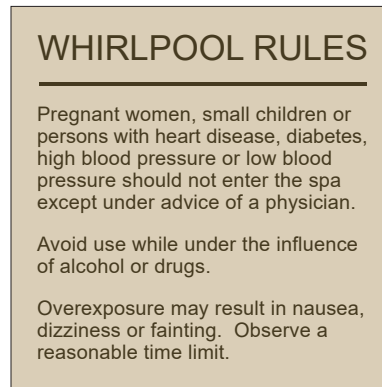 WHIRLPOOL RULES
Pregnant women, small children or
persons with heart disease, diabetes,
high blood pressure or low blood
pressure should not enter the spa
except under advice of a physician.
Avoid use while under the influence
of alcohol or drugs.
Overexposure may result in nausea,
dizziness or fainting.  Observe a
reasonable time limit.